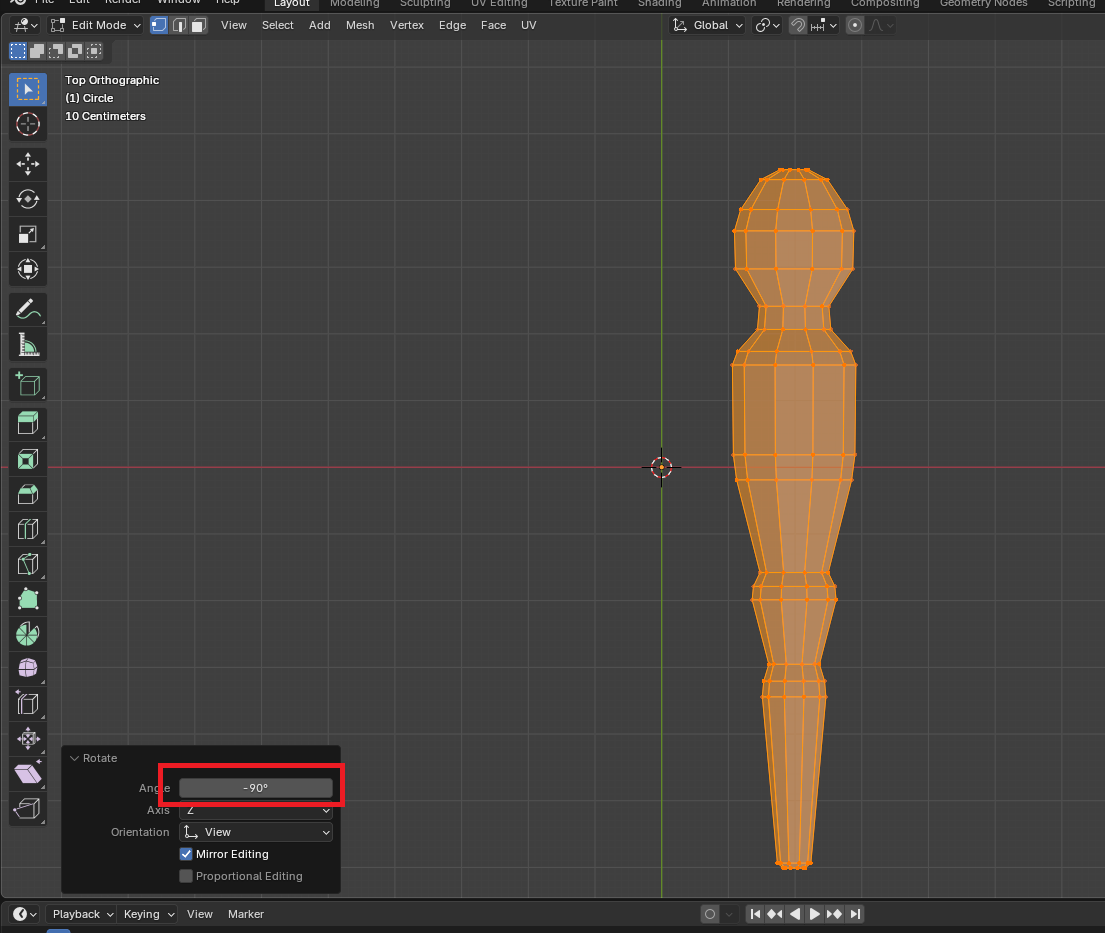 File Edit Render Window Help Layout Modeling Sculpting UV Editing Texture Paint Shading Animation Rendering Compositing Geometry Nodes Scripting
Edit Mode View Select Add Mesh Vertex Edge Face UV Global
Top Orthographic
(1) Circle
10 Centimeters
Rotate
Angle -90°
Axis Z
Orientation View
Mirror Editing
Proportional Editing
Playback Keying View Marker